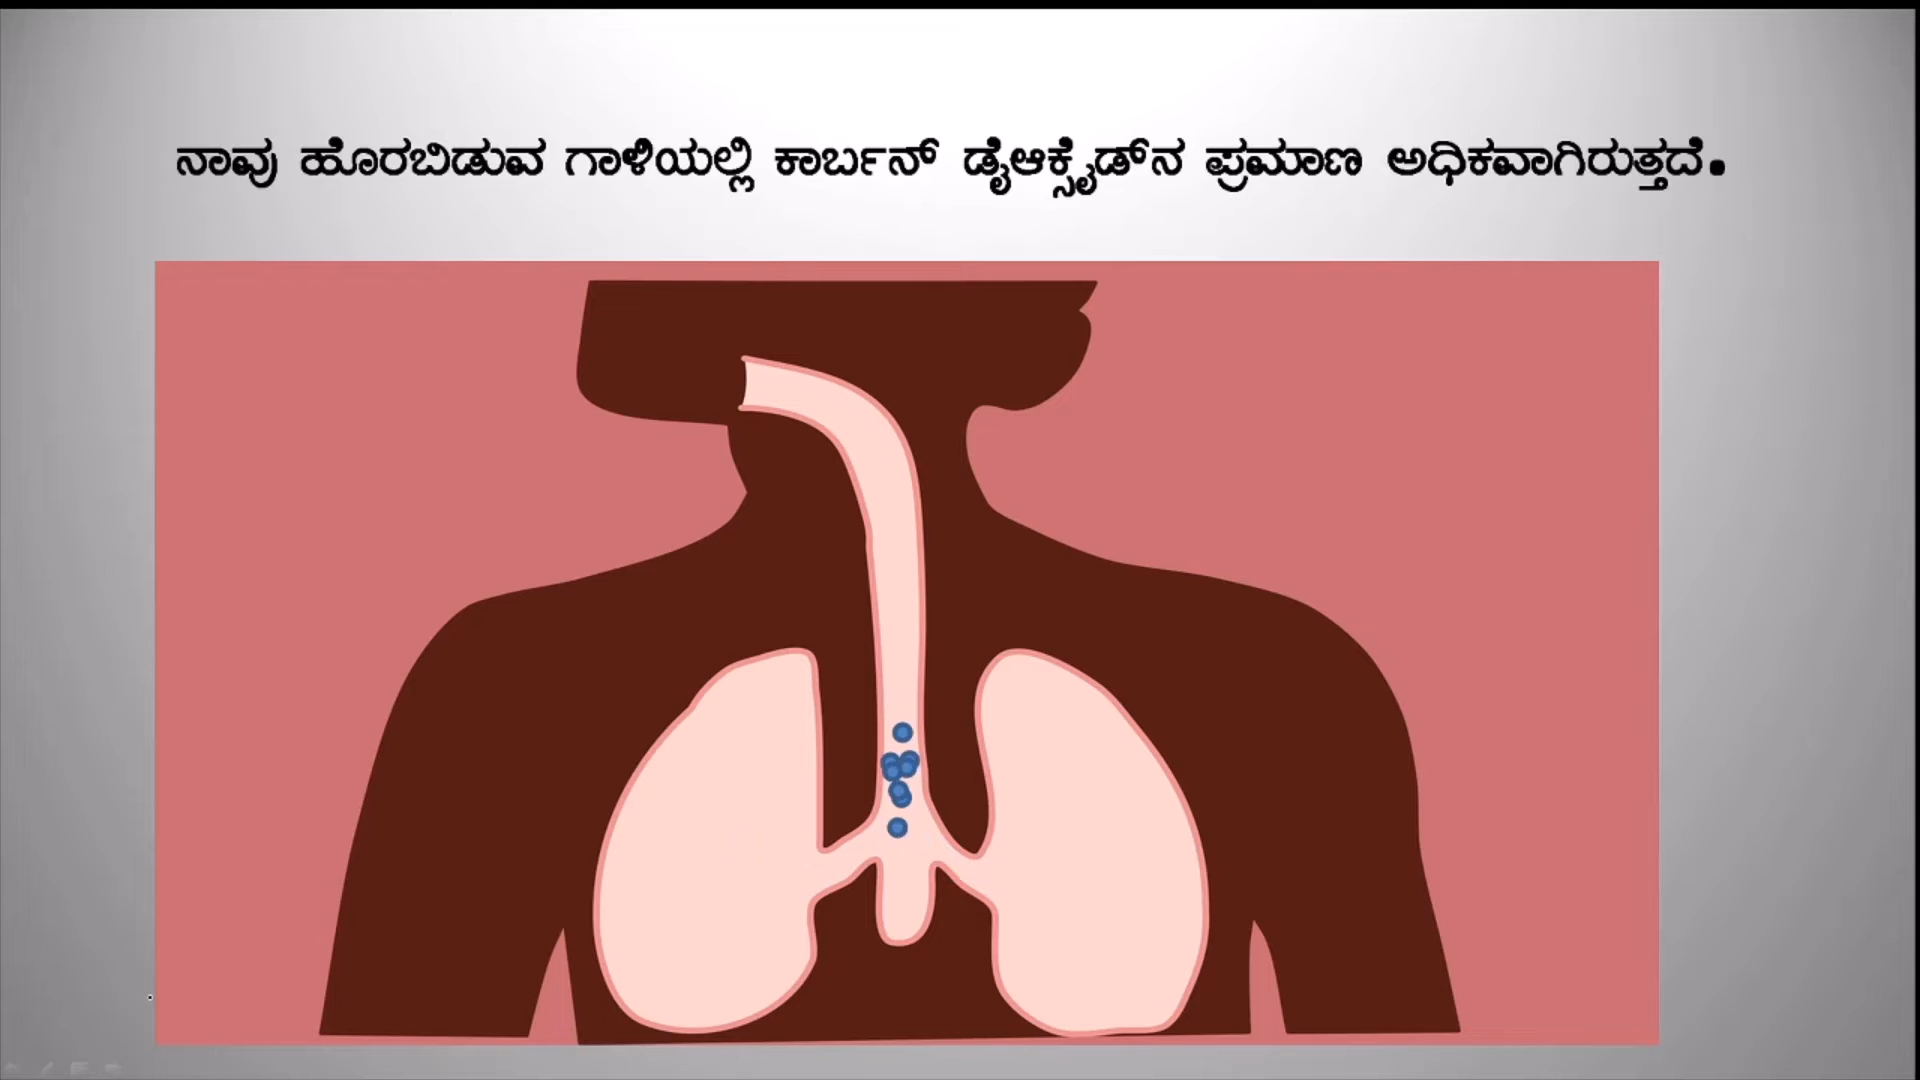 ನಾವು ಹೊರಬಿಡುವ ಗಾಳಿಯಲ್ಲಿ ಕಾರ್ಬನ್ ಡೈಆಕ್ಸೈಡ್‌ನ ಪ್ರಮಾಣ ಅಧಿಕವಾಗಿರುತ್ತದೆ.